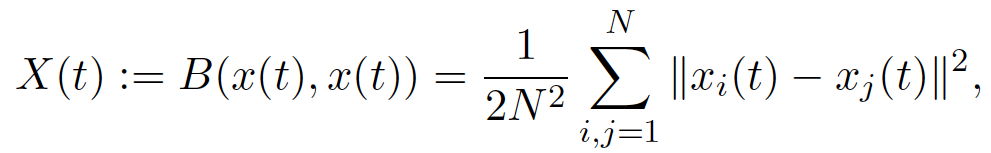 X(t) := B(x(t), x(t)) = \frac{1}{2N^2} \sum_{i,j=1}^{N} \|x_i(t) - x_j(t)\|^2,